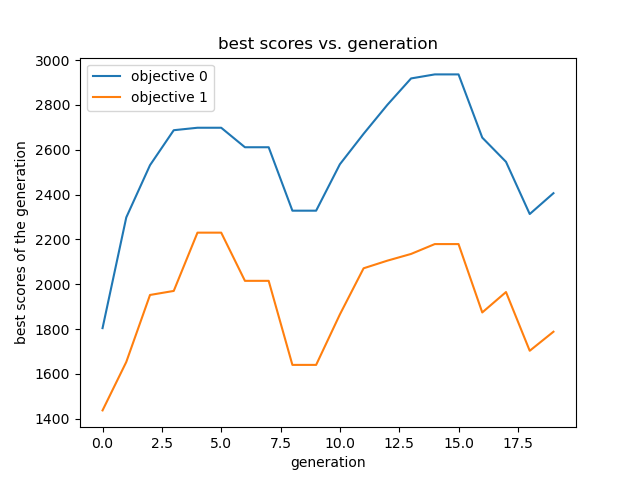 best scores vs. generation
objective 0
objective 1
best scores of the generation
3000
2800
2600
2400
2200
2000
1800
1600
1400
0.0 2.5 5.0 7.5 10.0 12.5 15.0 17.5
generation